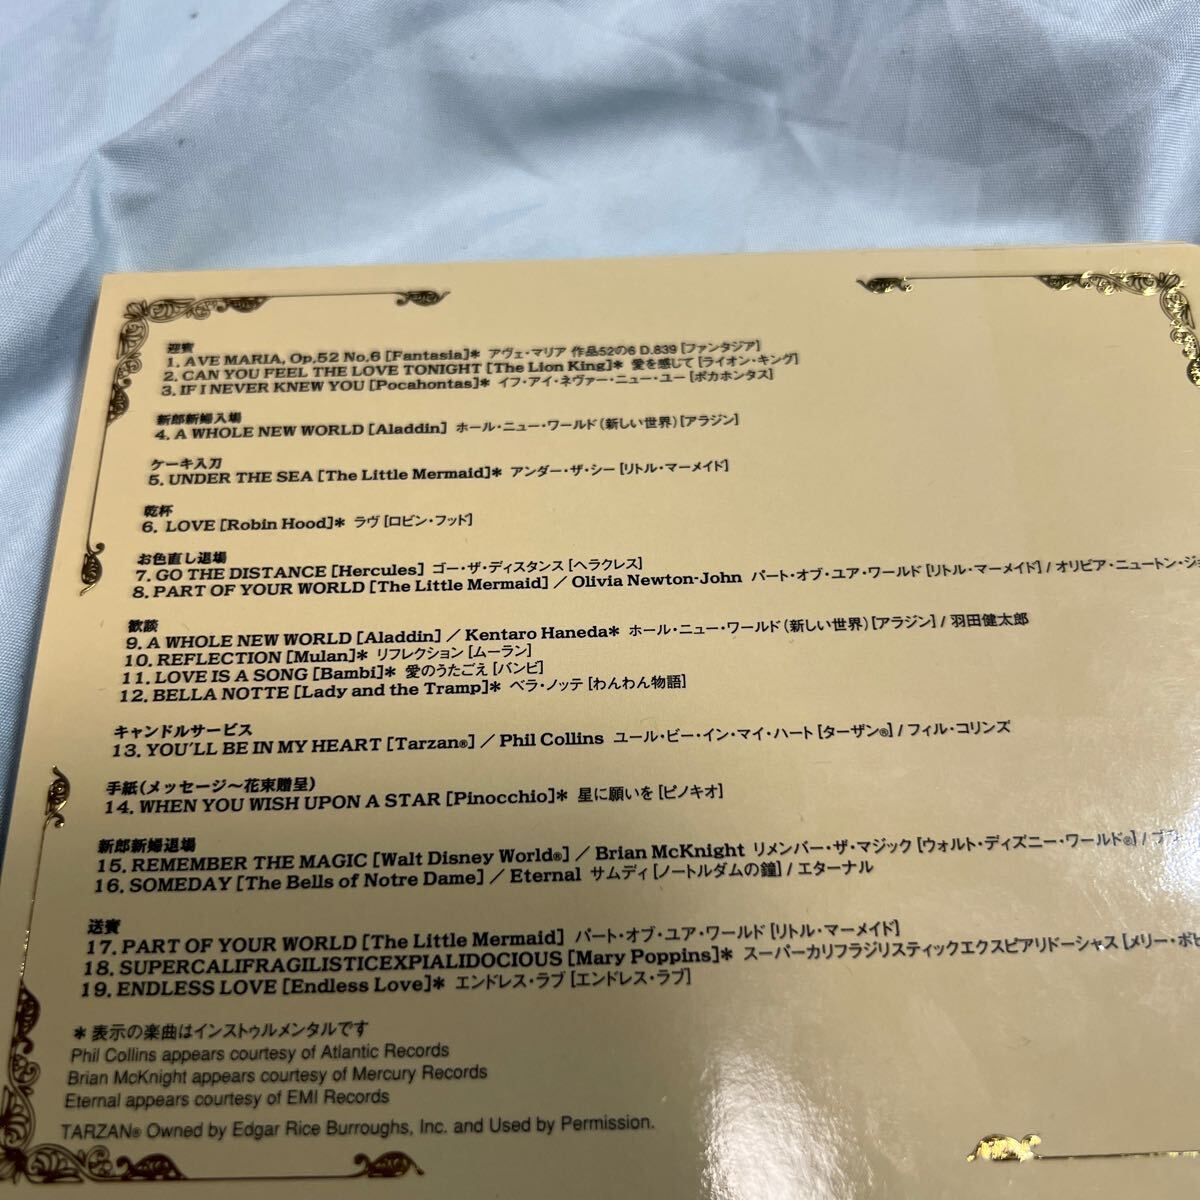 迎賓
1. AVE MARIA, Op.52 No.6 [Fantasia]* アヴェ・マリア 作品52の6 D.839 [ファンタジア]
2. CAN YOU FEEL THE LOVE TONIGHT [The Lion King]* 愛を感じて [ライオン・キング]
3. IF I NEVER KNEW YOU [Pocahontas]* イフ・アイ・ネヴァー・ニュー・ユー [ポカホンタス]
新郎新婦入場
4. A WHOLE NEW WORLD [Aladdin] ホール・ニュー・ワールド (新しい世界) [アラジン]
ケーキ入刀
5. UNDER THE SEA [The Little Mermaid]* アンダー・ザ・シー [リトル・マーメイド]
乾杯
6. LOVE [Robin Hood]* ラヴ [ロビン・フッド]
お色直し退場
7. GO THE DISTANCE [Hercules] ゴー・ザ・ディスタンス [ヘラクレス]
8. PART OF YOUR WORLD [The Little Mermaid] / Olivia Newton-John パート・オブ・ユア・ワールド [リトル・マーメイド] / オリビア・ニュートン・ジョ
歓談
9. A WHOLE NEW WORLD [Aladdin] / Kentaro Haneda* ホール・ニュー・ワールド (新しい世界) [アラジン] / 羽田健太郎
10. REFLECTION [Mulan]* リフレクション [ムーラン]
11. LOVE IS A SONG [Bambi]* 愛のうたごえ [バンビ]
12. BELLA NOTTE [Lady and the Tramp]* ベラ・ノッテ [わんわん物語]
キャンドルサービス
13. YOU'LL BE IN MY HEART [Tarzan®] / Phil Collins ユール・ビー・イン・マイ・ハート [ターザン®] / フィル・コリンズ
手紙(メッセージ〜花束贈呈)
14. WHEN YOU WISH UPON A STAR [Pinocchio]* 星に願いを [ピノキオ]
新郎新婦退場
15. REMEMBER THE MAGIC [Walt Disney World®] / Brian McKnight リメンバー・ザ・マジック [ウォルト・ディズニー・ワールド®] / ブラ
16. SOMEDAY [The Bells of Notre Dame] / Eternal サムディ [ノートルダムの鐘] / エターナル
送賓
17. PART OF YOUR WORLD [The Little Mermaid] パート・オブ・ユア・ワールド [リトル・マーメイド]
18. SUPERCALIFRAGILISTICEXPIALIDOCIOUS [Mary Poppins]* スーパーカリフラジリスティックエクスピアリドーシャス [メリー・ポピ
19. ENDLESS LOVE [Endless Love]* エンドレス・ラブ [エンドレス・ラブ]
* 表示の楽曲はインストゥルメンタルです
Phil Collins appears courtesy of Atlantic Records
Brian McKnight appears courtesy of Mercury Records
Eternal appears courtesy of EMI Records
TARZAN® Owned by Edgar Rice Burroughs, Inc. and Used by Permission.